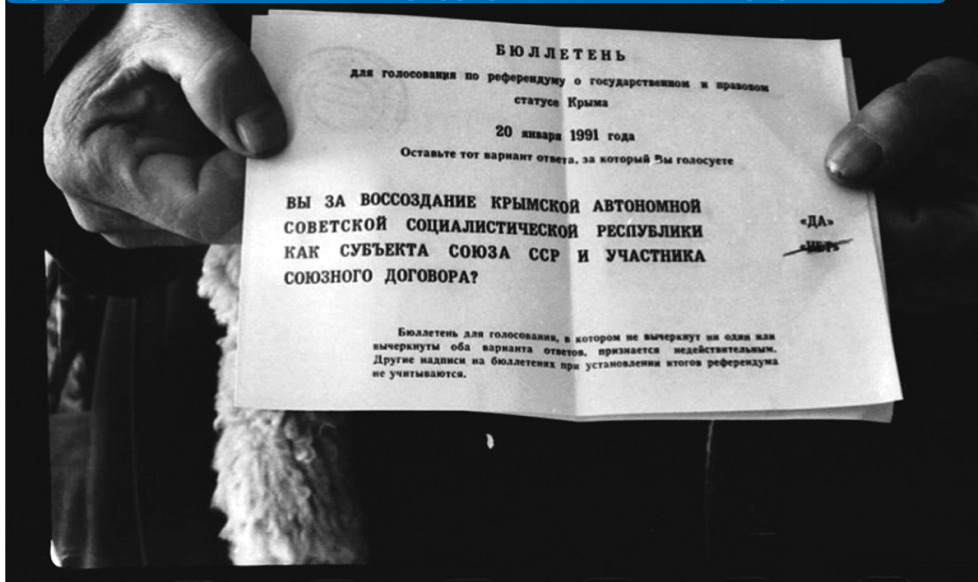 БЮЛЛЕТЕНЬ
для голосования по референдуму о государственном и правовом
статусе Крыма
20 января 1991 года
Оставьте тот вариант ответа, за который Вы голосуете
ВЫ ЗА ВОССОЗДАНИЕ КРЫМСКОЙ АВТОНОМНОЙ
СОВЕТСКОЙ СОЦИАЛИСТИЧЕСКОЙ РЕСПУБЛИКИ
КАК СУБЪЕКТА СОЮЗА ССР И УЧАСТНИКА
СОЮЗНОГО ДОГОВОРА?
«ДА»
«НЕТ»
Бюллетень для голосования, в котором не вычеркнут ни один или
вычеркнуты оба варианта ответов, признается недействительным.
Другие надписи на бюллетенях при установлении итогов референдума
не учитываются.